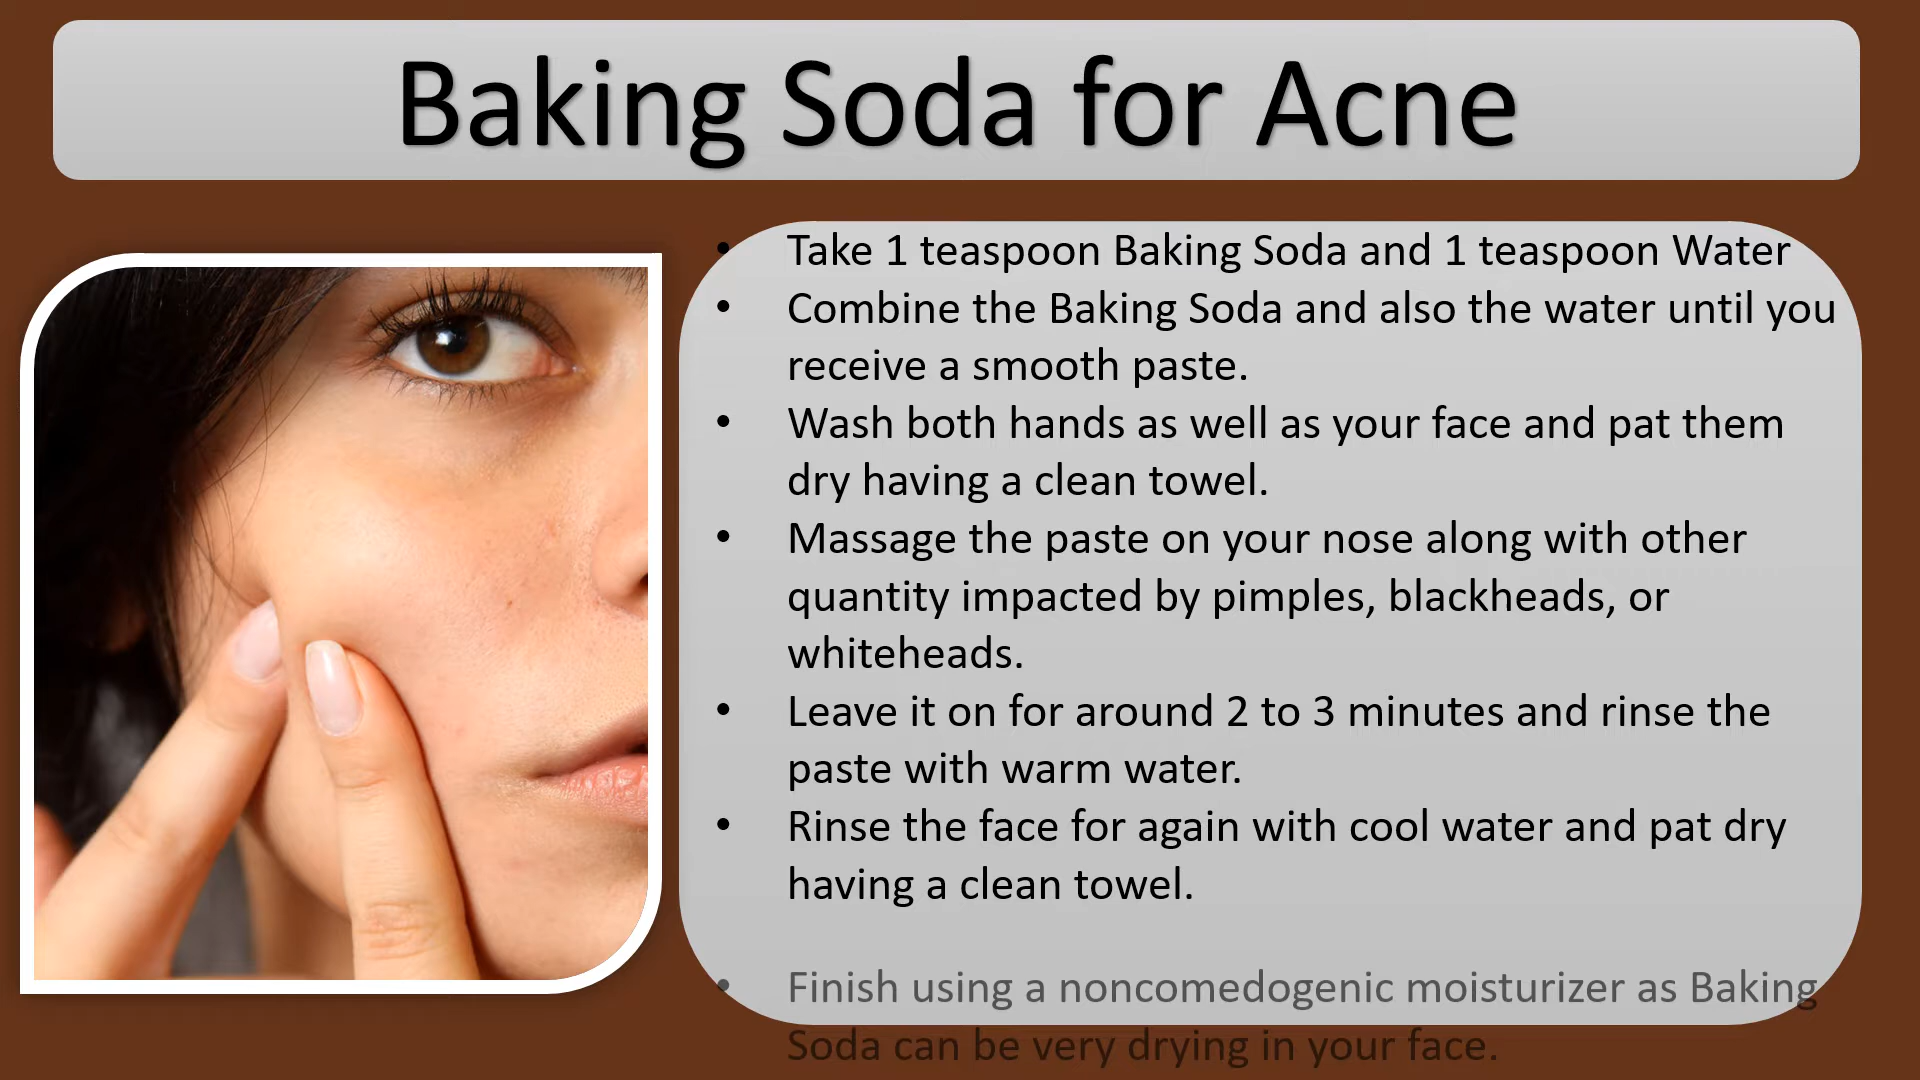 Baking Soda for Acne
• Take 1 teaspoon Baking Soda and 1 teaspoon Water
• Combine the Baking Soda and also the water until you
receive a smooth paste.
• Wash both hands as well as your face and pat them
dry having a clean towel.
• Massage the paste on your nose along with other
quantity impacted by pimples, blackheads, or
whiteheads.
• Leave it on for around 2 to 3 minutes and rinse the
paste with warm water.
• Rinse the face for again with cool water and pat dry
having a clean towel.
• Finish using a noncomedogenic moisturizer as Baking
Soda can be very drying in your face.